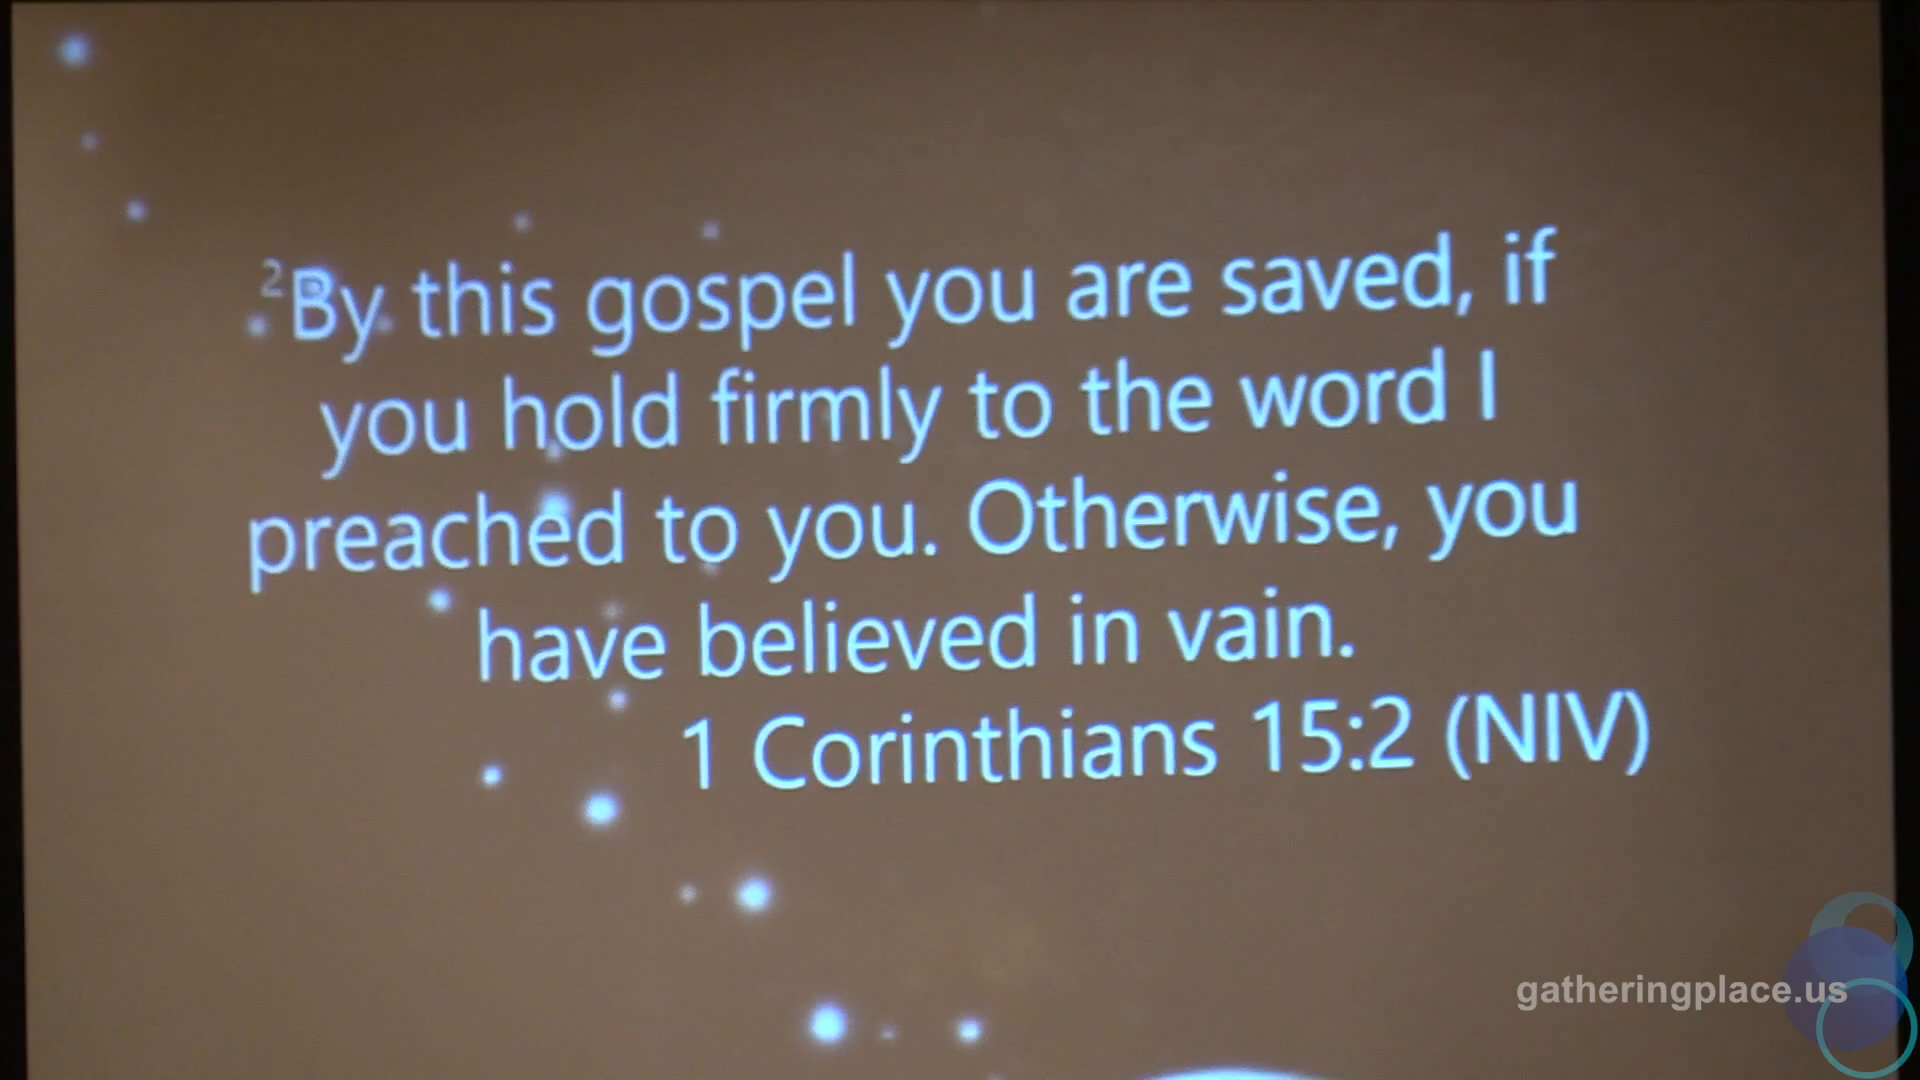 ²By this gospel you are saved, if
you hold firmly to the word I
preached to you. Otherwise, you
have believed in vain.
1 Corinthians 15:2 (NIV)
gatheringplace.us